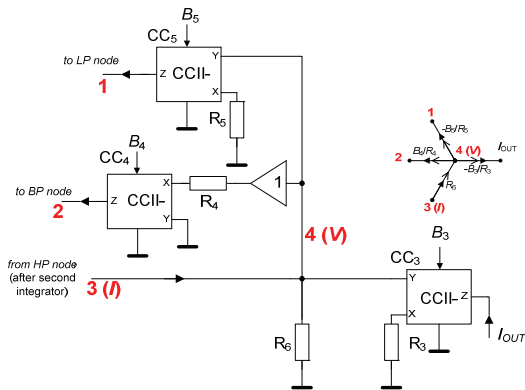 B5
CC5
to LP node
1
Z
CCII-
Y
X
R5
B4
CC4
to BP node
2
Z
CCII-
X
Y
R4
1
4 (V)
from HP node
(after second
integrator)
3 (I)
R6
CC3
B3
Y
CCII-
Z
X
R3
IOUT
1
-B5/R5
2
B4/R4
4 (V)
IOUT
-B3/R3
R6
3 (I)